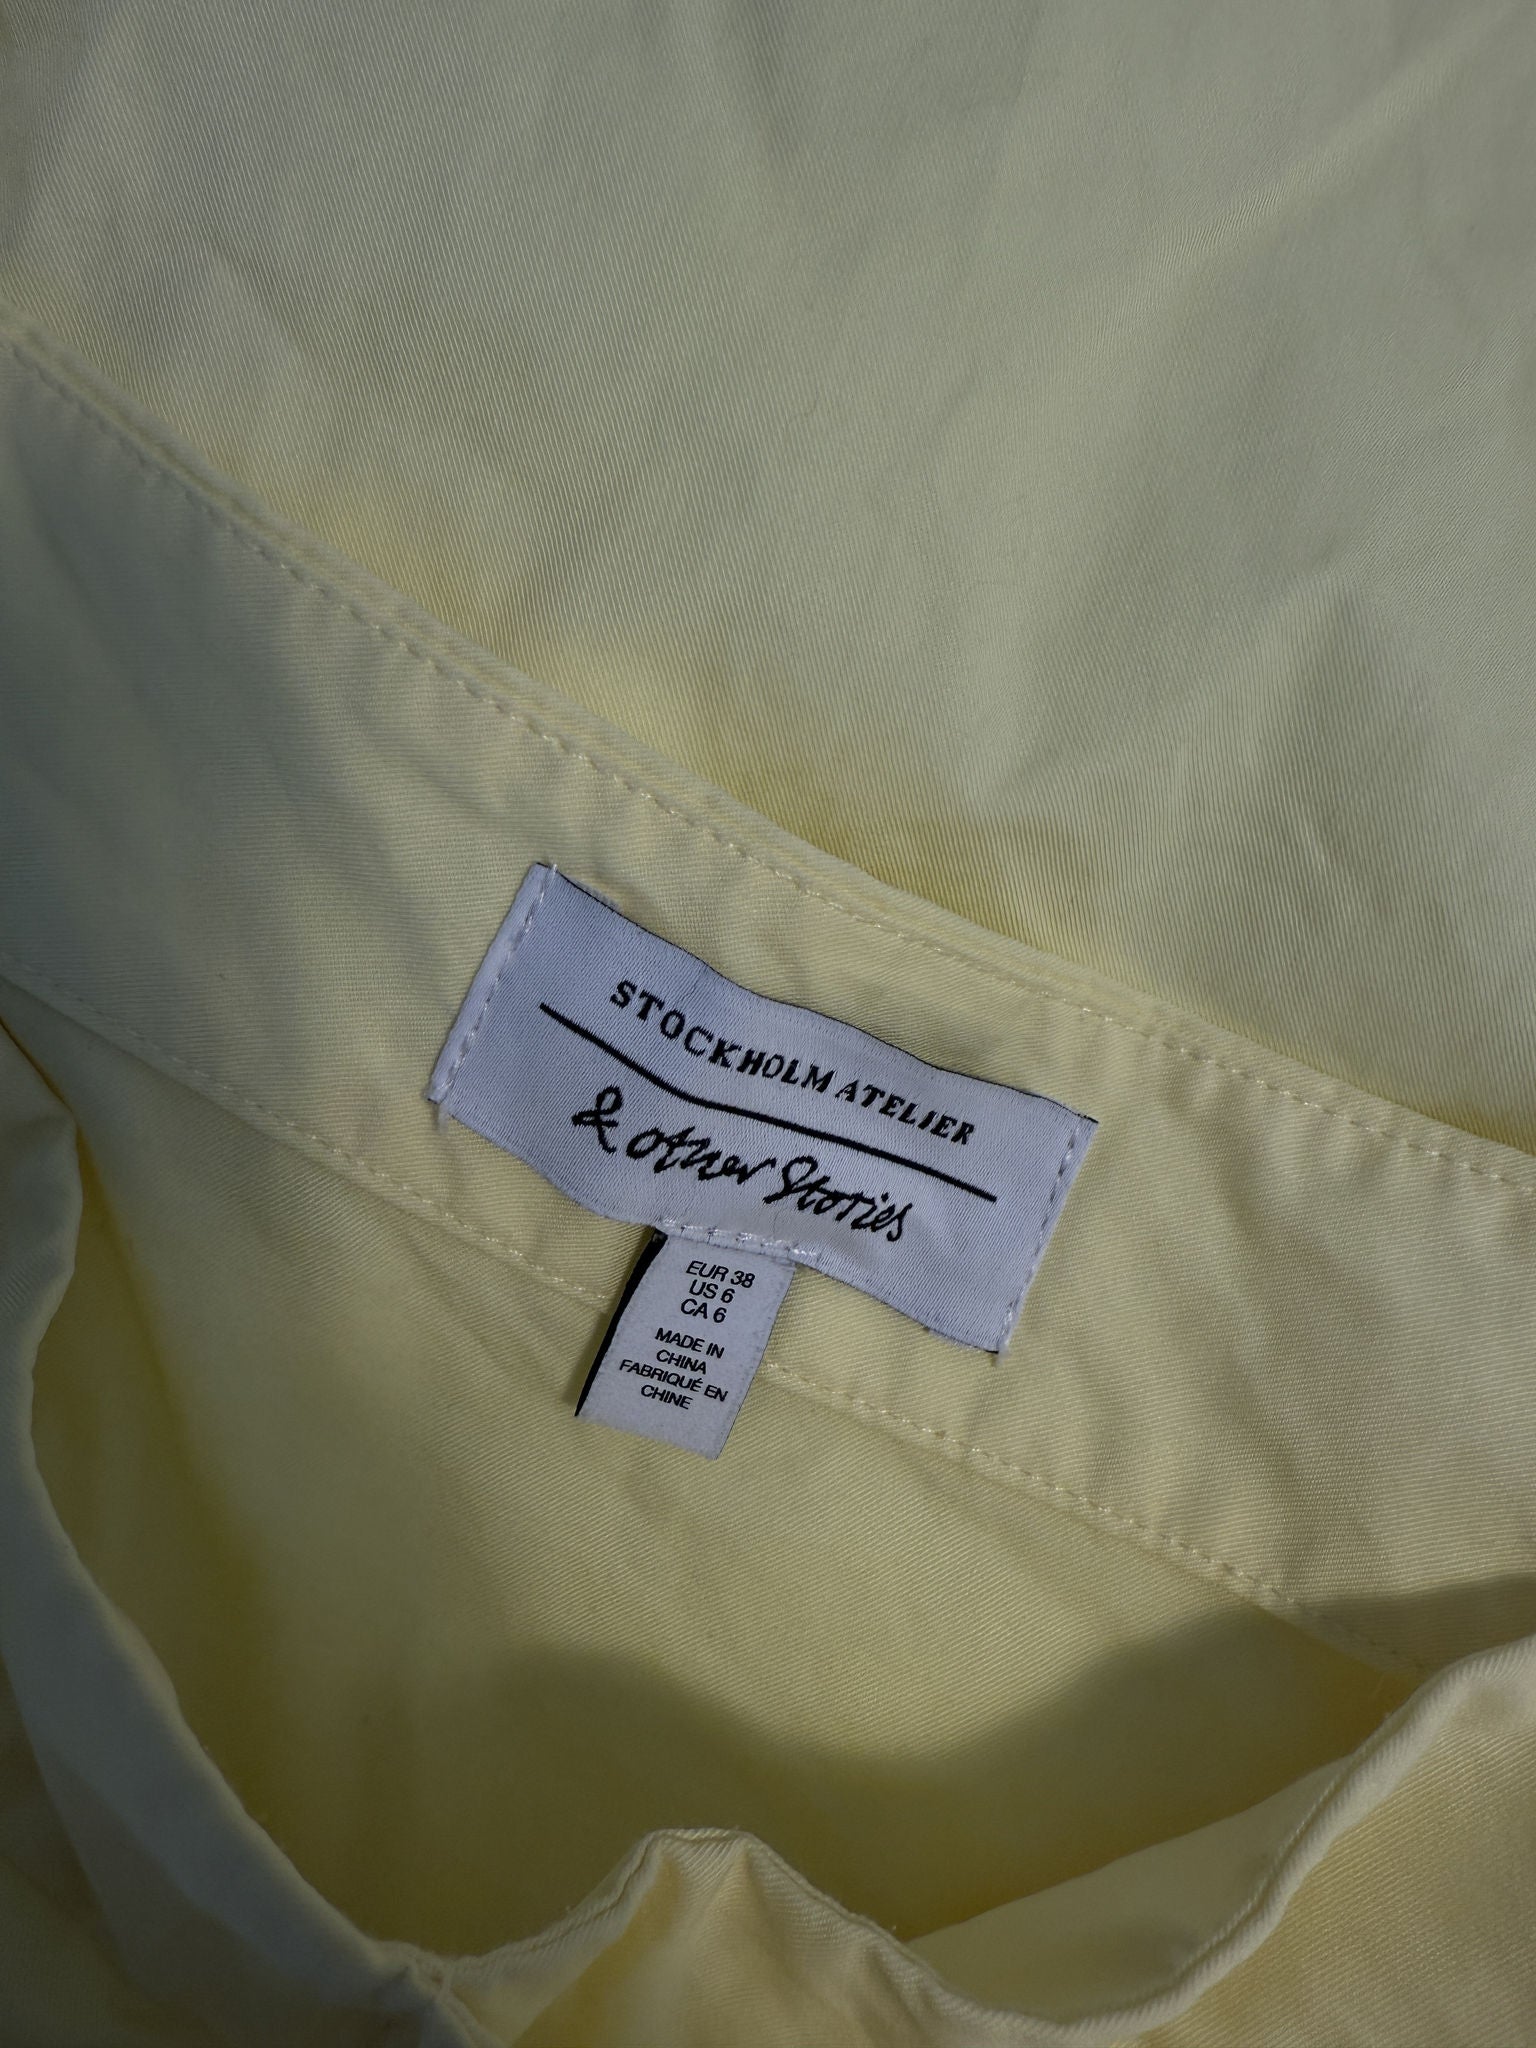 STOCKHOLM ATELIER
& Other Stories
EUR 38
US 6
CA 6
MADE IN
CHINA
FABRIQUÉ EN
CHINE